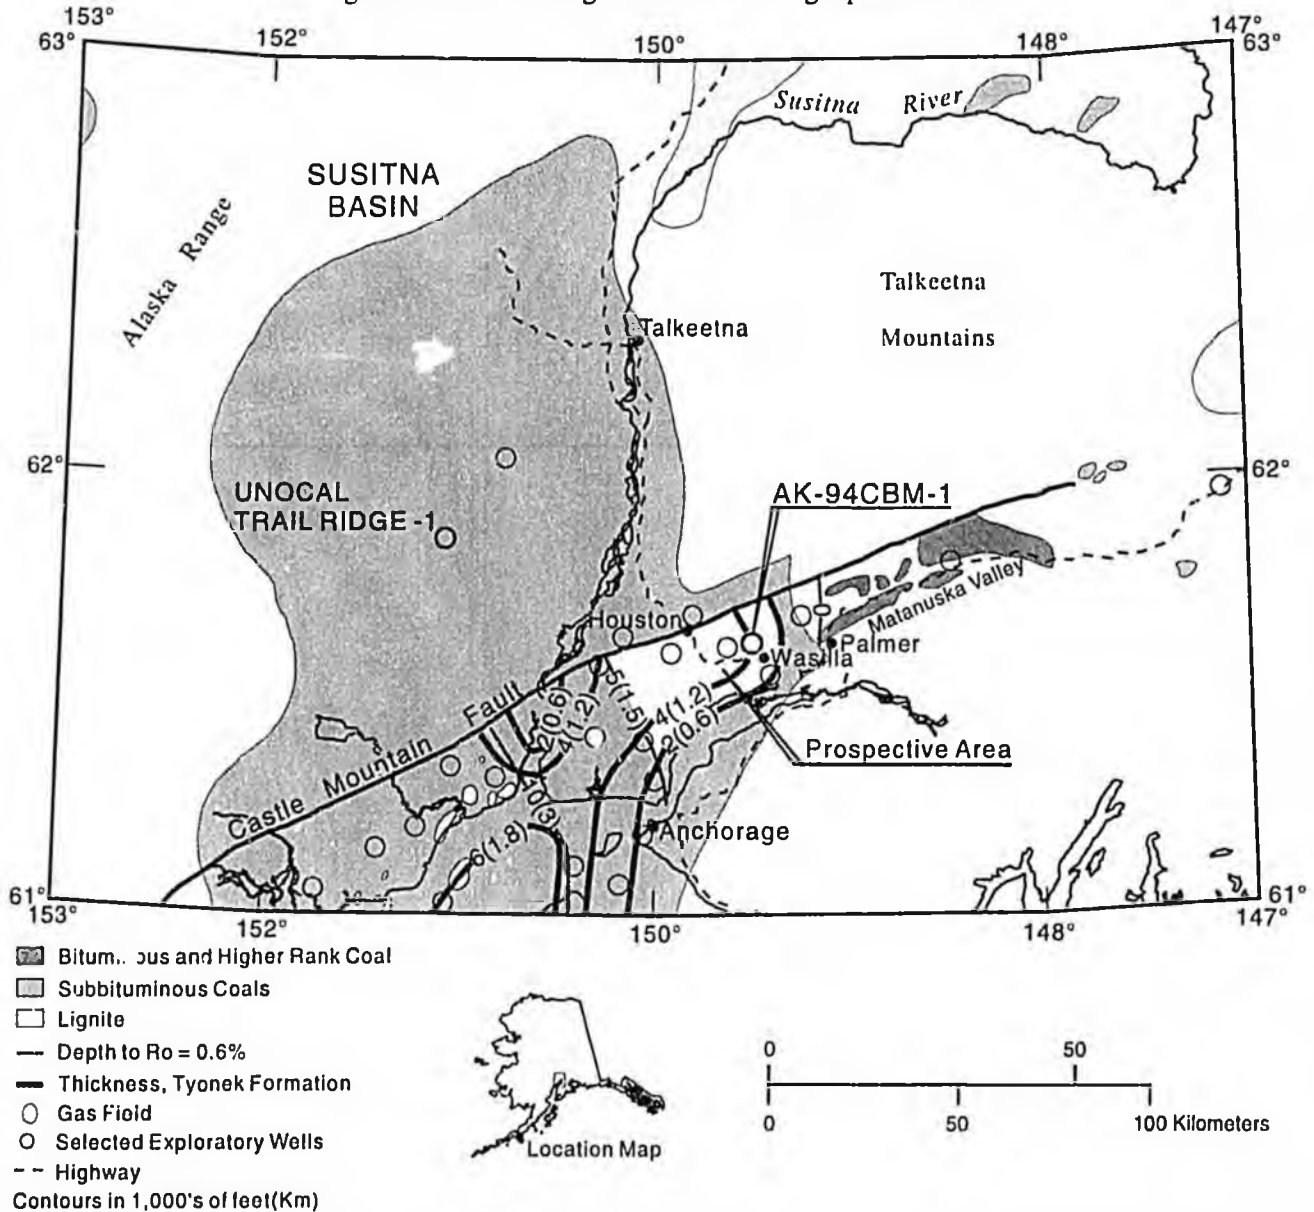 153°
63°
152°
150°
148°
147°
63°
Susitna River
SUSITNA
BASIN
Alaska Range
Talkeetna
Mountains
Talkeetna
62°
62°
UNOCAL
TRAIL RIDGE -1
AK-94CBM-1
Matanuska Valley
Houston
Palmer
Wasilla
5(1.5)
2(0.6)
4(1.2)
4(1.2)
2(0.6)
Castle Mountain Fault
Prospective Area
Anchorage
6(1.8)
61°
153°
152°
150°
148°
61°
147°
and Higher Rank Coal
Subbituminous Coals
Lignite
Depth to Ro = 0.6%
Thickness, Tyonek Formation
Gas Field
Selected Exploratory Wells
Highway
Contours in 1,000's of feet(Km)
Location Map
0 50
0 50 100 Kilometers